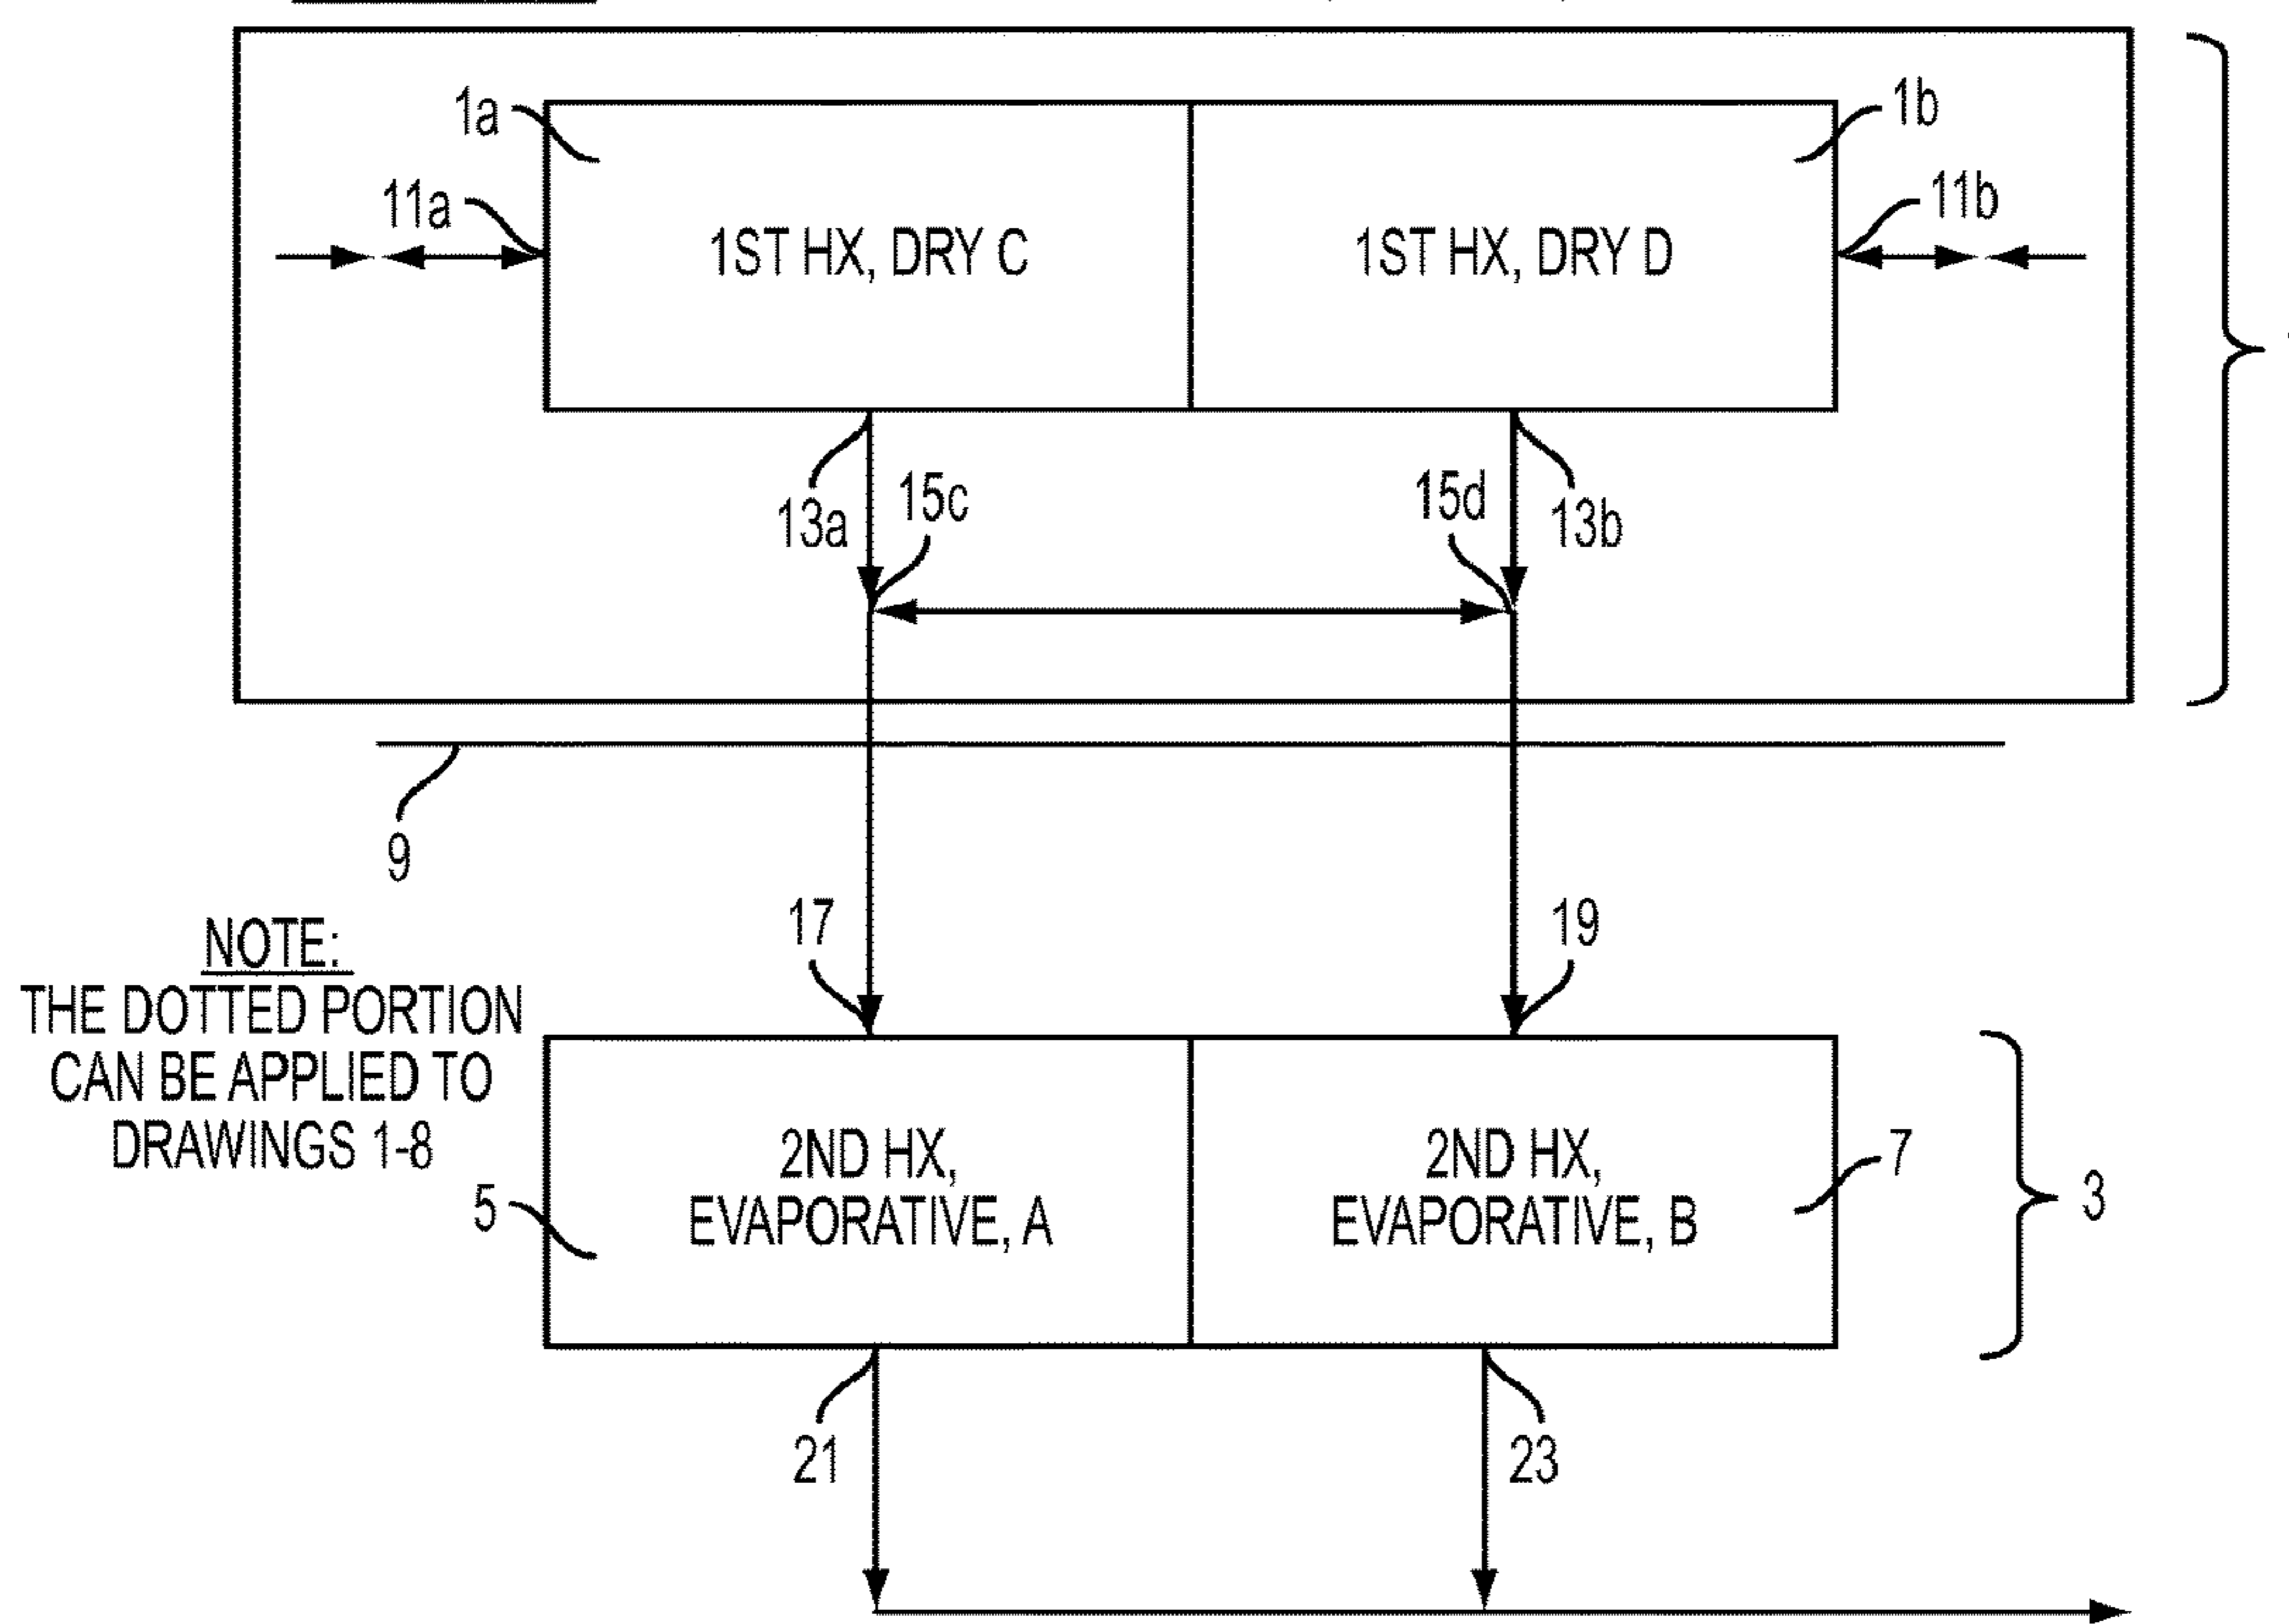 1a
1b
11a
11b
1ST HX, DRY C
1ST HX, DRY D
13a
15c
15d
13b
9
17
19
NOTE:
THE DOTTED PORTION
CAN BE APPLIED TO
DRAWINGS 1-8
2ND HX,
EVAPORATIVE, A
2ND HX,
EVAPORATIVE, B
5
7
3
21
23